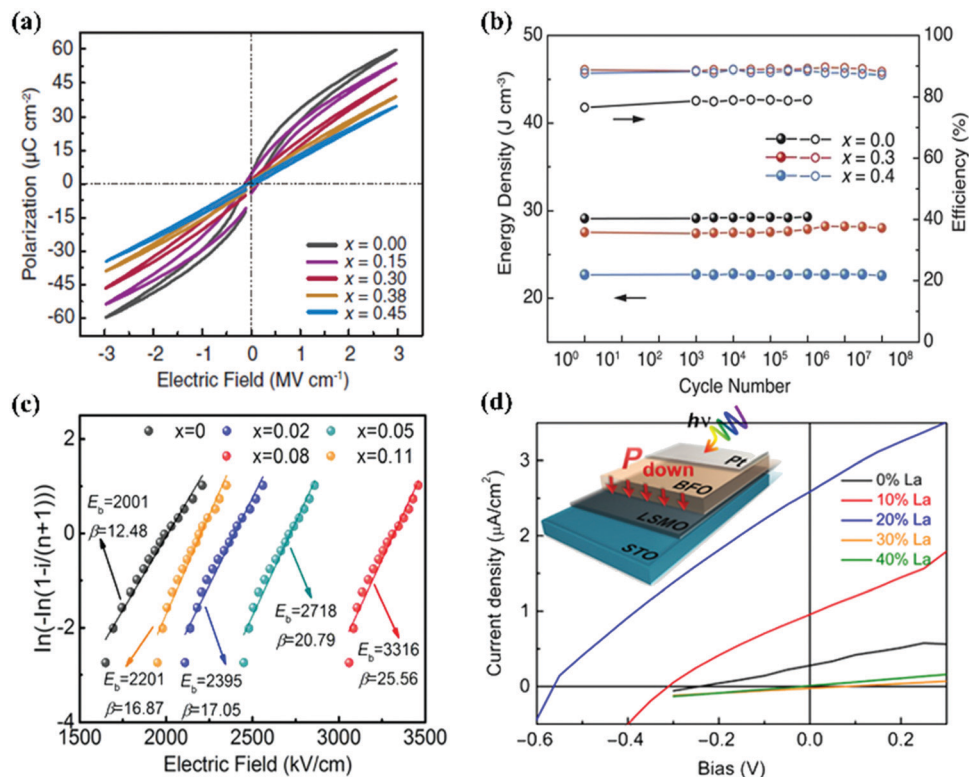 (a)
60
45
30
15
0
-15
-30
-45
-60
Polarization (µC cm⁻²)
x = 0.00
x = 0.15
x = 0.30
x = 0.38
x = 0.45
-3 -2 -1 0 1 2 3
Electric Field (MV cm⁻¹)
(b)
50
40
30
20
Energy Density (J cm⁻³)
100
80
60
40
20
0
Efficiency (%)
x = 0.0
x = 0.3
x = 0.4
10⁰ 10¹ 10² 10³ 10⁴ 10⁵ 10⁶ 10⁷ 10⁸
Cycle Number
(c)
2
0
-2
-4
ln(-ln(1-i/(n+1)))
x=0 x=0.02 x=0.05
x=0.08 x=0.11
Eb=2001
β=12.48
Eb=2201
β=16.87
Eb=2395
β=17.05
Eb=2718
β=20.79
Eb=3316
β=25.56
1500 2000 2500 3000 3500
Electric Field (kV/cm)
(d)
3
2
1
0
Current density (µA/cm²)
hν
P down
Pt
BFO
LSMO
STO
0% La
10% La
20% La
30% La
40% La
-0.6 -0.4 -0.2 0.0 0.2
Bias (V)